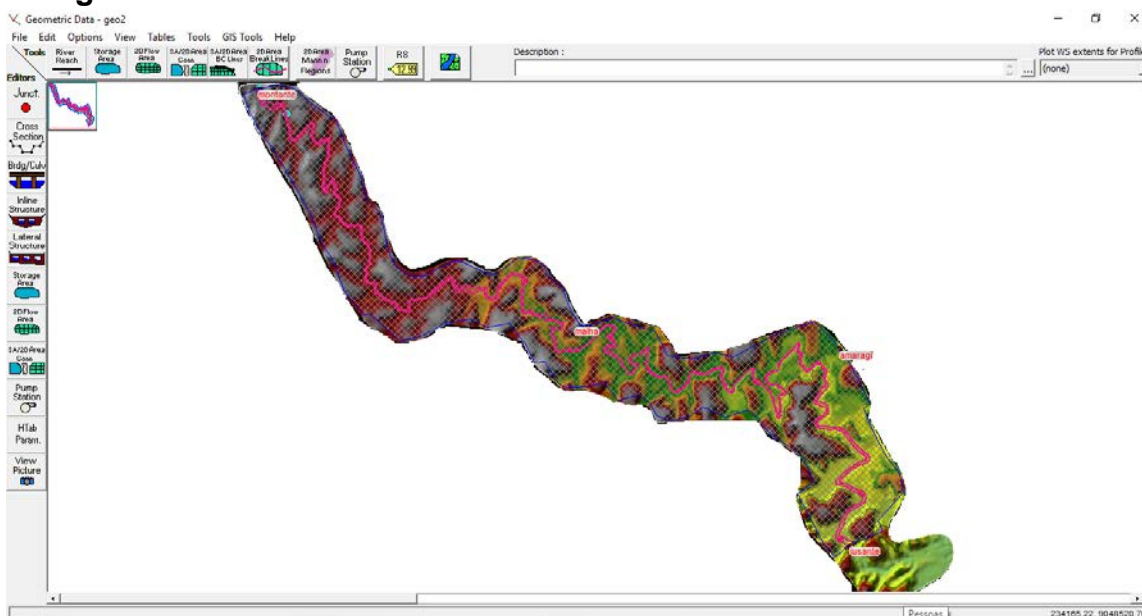 Geometric Data - geo2
File Edit Options View Tables Tools GIS Tools Help
Tools
River Reach
Storage Area
2D Flow Area
SA/2D Area Conn
SA/2D Area BC Lines
2D Area Break Lines
2D Area Mann n Regions
Pump Station
RS
12.99
Description :
...
Plot WS extents for Profile
(none)
Editors
Junct.
Cross
Section
Brdg/Culv
Inline
Structure
Lateral
Structure
Storage
Area
2D Flow
Area
SA/2D Area
Conn
Pump
Station
HTab
Param.
View
Picture
montante
malha
amaragi
jusante
Pessoas